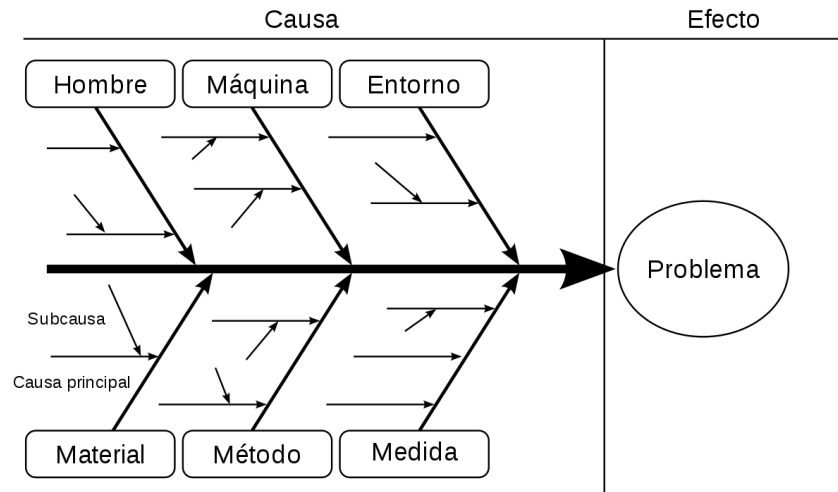 Causa
Efecto
Hombre
Máquina
Entorno
Problema
Subcausa
Causa principal
Material
Método
Medida